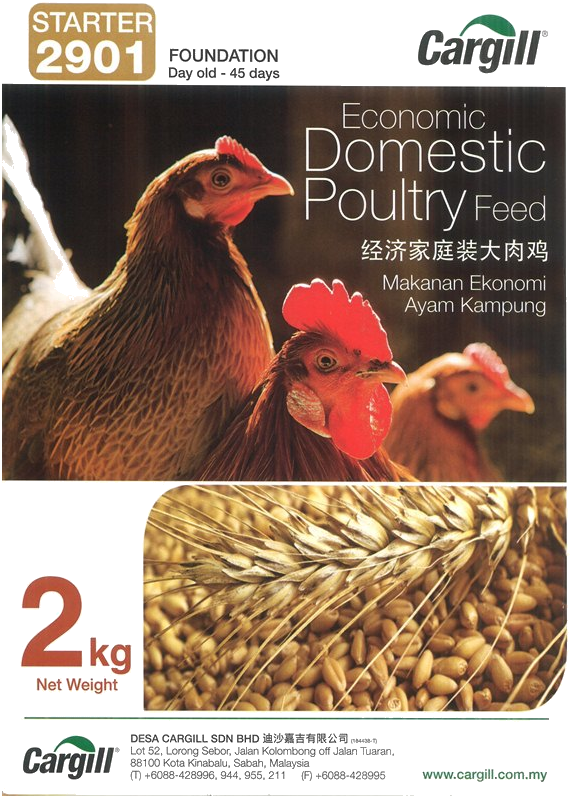 STARTER
2901
FOUNDATION
Day old - 45 days
Cargill®
Economic
Domestic
Poultry Feed
经济家庭装大肉鸡
Makanan Ekonomi
Ayam Kampung
2 kg
Net Weight
Cargill®
DESA CARGILL SDN BHD 迪沙嘉吉有限公司 (184438-T)
Lot 52, Lorong Sebor, Jalan Kolombong off Jalan Tuaran,
88100 Kota Kinabalu, Sabah, Malaysia
(T) +6088-428996, 944, 955, 211 (F) +6088-428995
www.cargill.com.my